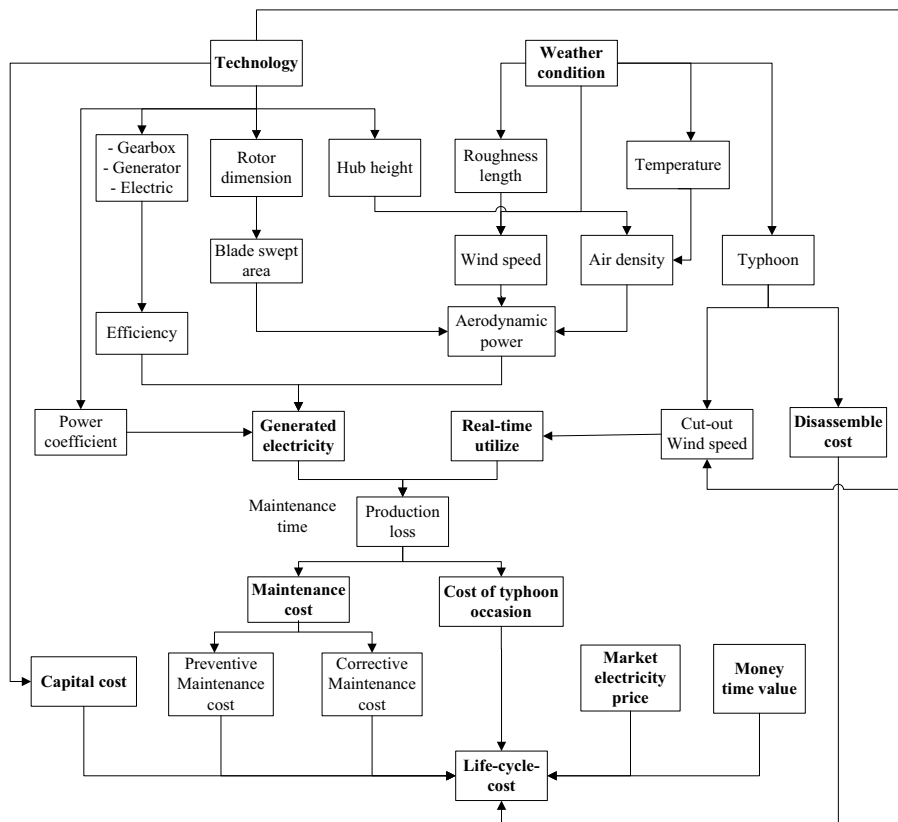 Technology
Weather
condition
- Gearbox
- Generator
- Electric
Rotor
dimension
Hub height
Roughness
length
Temperature
Blade swept
area
Wind speed
Air density
Typhoon
Efficiency
Aerodynamic
power
Power
coefficient
Generated
electricity
Real-time
utilize
Cut-out
Wind speed
Disassemble
cost
Maintenance
time
Production
loss
Maintenance
cost
Cost of typhoon
occasion
Capital cost
Preventive
Maintenance
cost
Corrective
Maintenance
cost
Market
electricity
price
Money
time value
Life-cycle-
cost